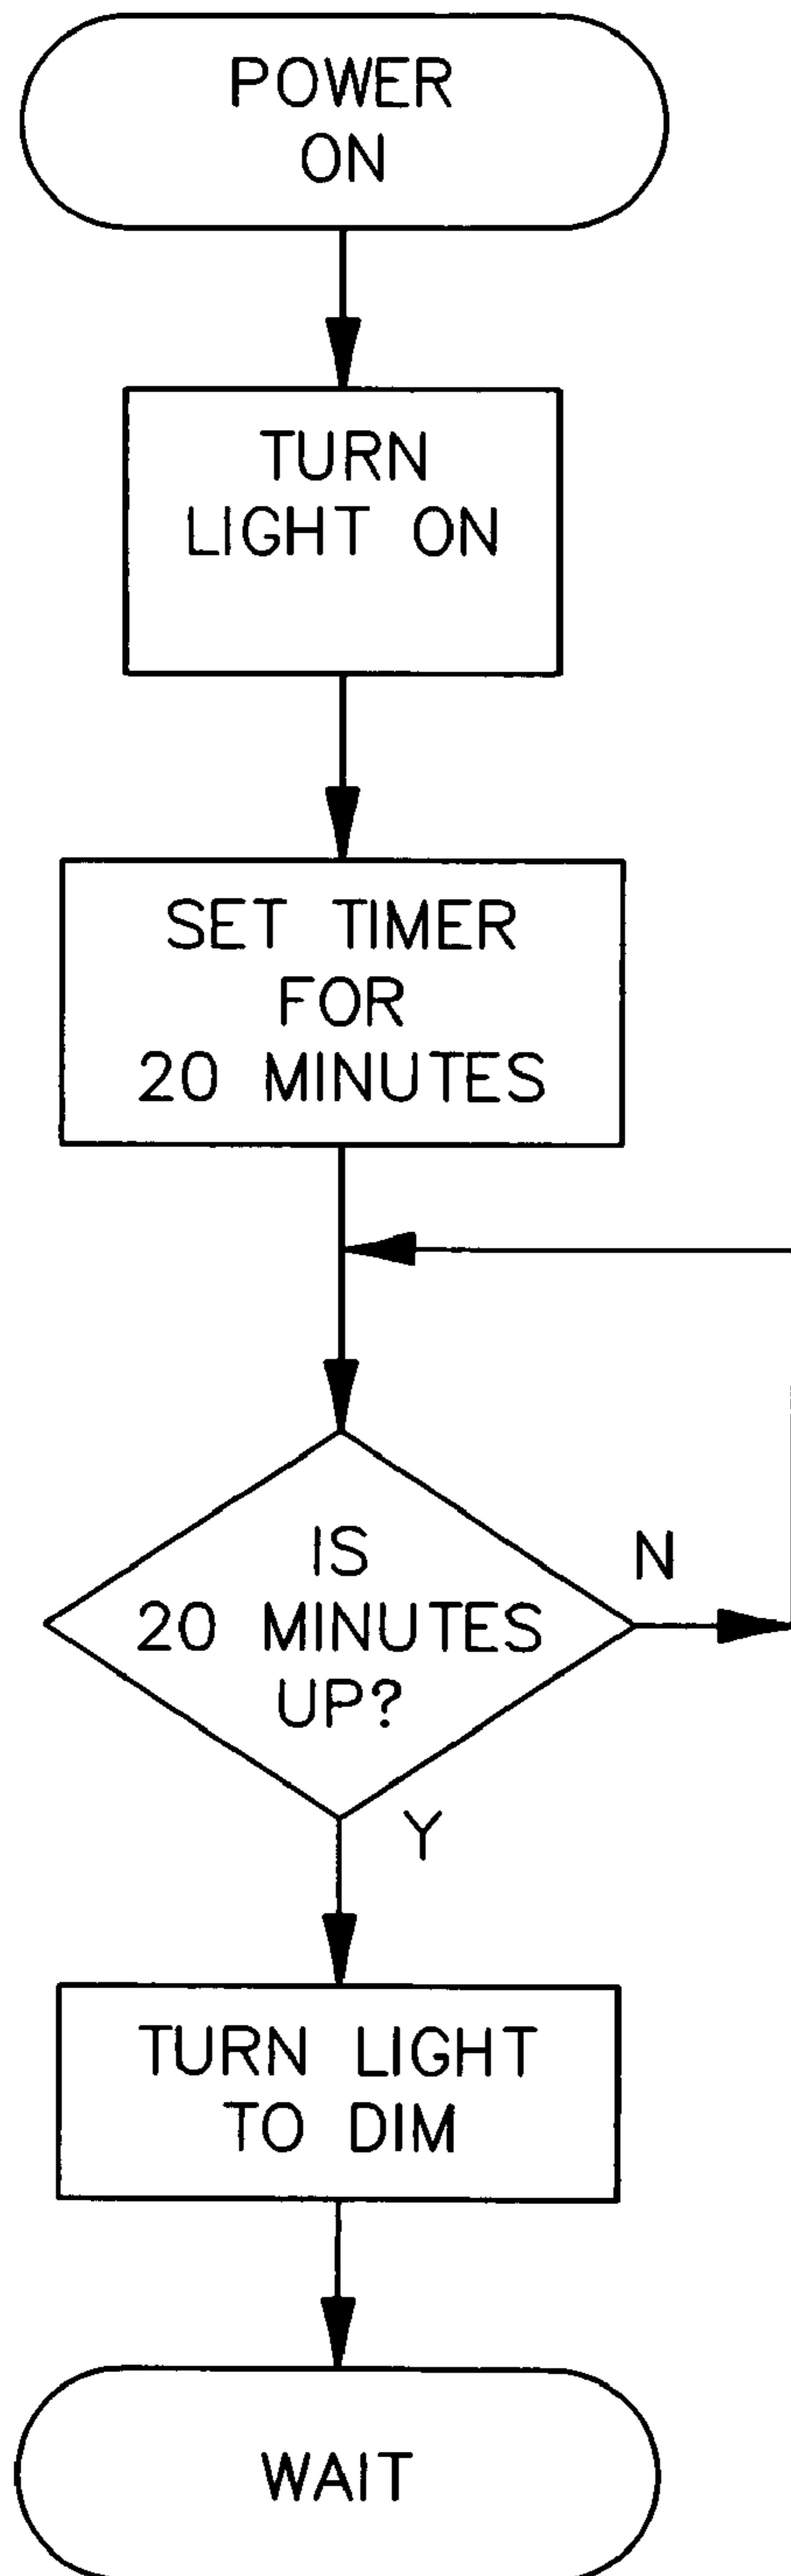 POWER
ON
TURN
LIGHT ON
SET TIMER
FOR
20 MINUTES
IS
20 MINUTES
UP?
N
Y
TURN LIGHT
TO DIM
WAIT